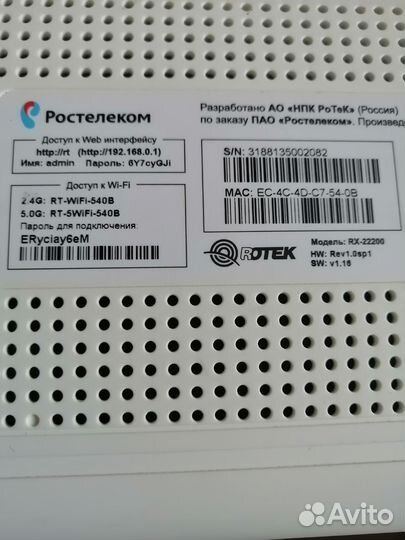 Ростелеком
Доступ к Web интерфейсу
http://rt (http://192.168.0.1)
Имя: admin Пароль: 6Y7cyGJi
Доступ к Wi-Fi
2.4G: RT-WiFi-540B
5.0G: RT-5WiFi-540B
Пароль для подключения:
ERyciay6eM
Разработано АО «НПК РоТеК» (Россия)
по заказу ПАО «Ростелеком». Произведе
S/N: 3188135002082
MAC: EC-4C-4D-C7-54-0B
ROTEK
Модель: RX-22200
HW: Rev1.0sp1
SW: v1.16
Avito